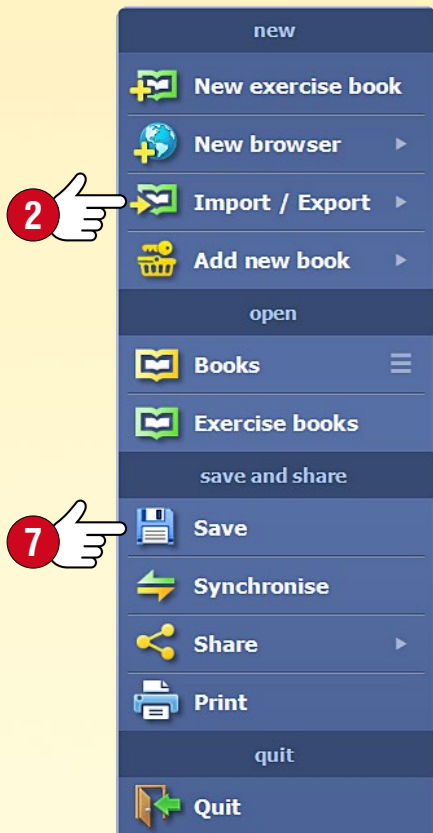 new
New exercise book
New browser
2
Import / Export
Add new book
open
Books
Exercise books
save and share
7
Save
Synchronise
Share
Print
quit
Quit